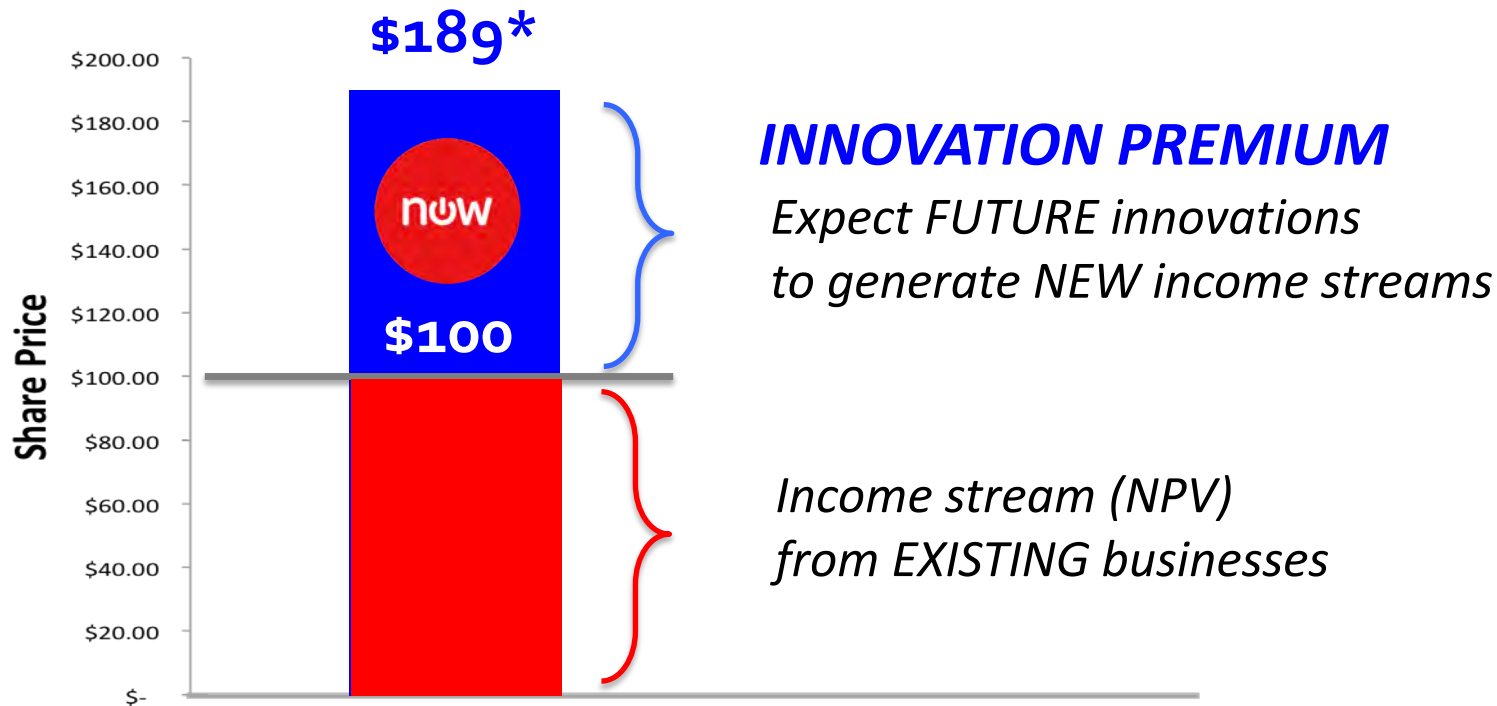 $189*
$200.00
$180.00
$160.00
$140.00
$120.00
$100.00
$80.00
$60.00
$40.00
$20.00
$-
Share Price
now
$100
INNOVATION PREMIUM
Expect FUTURE innovations
to generate NEW income streams
Income stream (NPV)
from EXISTING businesses